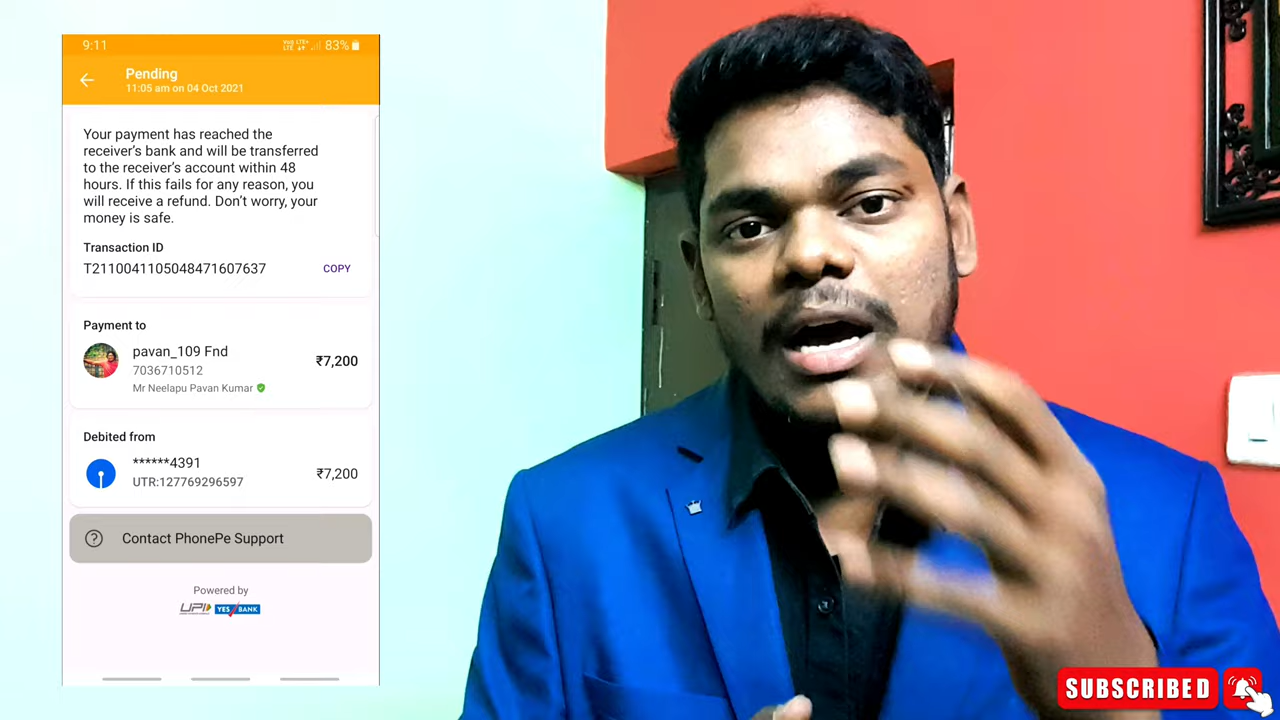 9:11
Vo) LTE+
LTE
83%
Pending
11:05 am on 04 Oct 2021
Your payment has reached the
receiver's bank and will be transferred
to the receiver's account within 48
hours. If this fails for any reason, you
will receive a refund. Don't worry, your
money is safe.
Transaction ID
T2110041105048471607637
COPY
Payment to
pavan_109 Fnd
₹7,200
7036710512
Mr Neelapu Pavan Kumar
Debited from
******4391
₹7,200
UTR:127769296597
Contact PhonePe Support
Powered by
UPI YES BANK
SUBSCRIBED